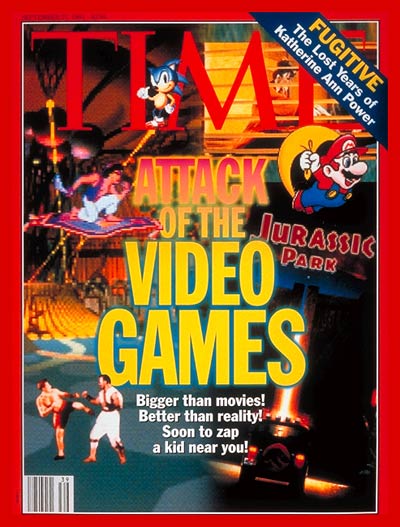 TIME
FUGITIVE
The Lost Years of
Katherine Ann Power
ATTACK
OF THE
VIDEO
GAMES
JURASSIC
PARK
Bigger than movies!
Better than reality!
Soon to zap
a kid near you!
39